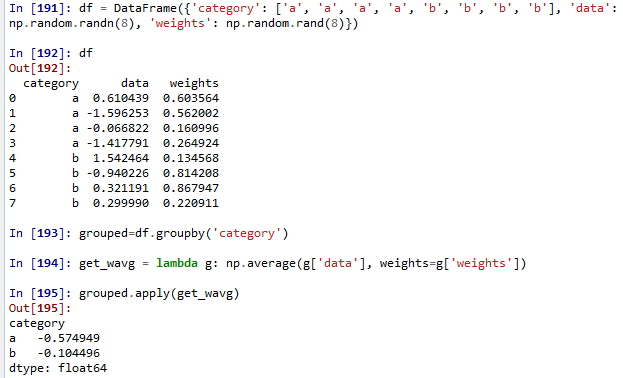 In [191]: df = DataFrame({'category': ['a', 'a', 'a', 'a', 'b', 'b', 'b', 'b'], 'data':
np.random.randn(8), 'weights': np.random.rand(8)})
In [192]: df
Out[192]:
  category      data   weights
0        a  0.610439  0.603564
1        a -1.596253  0.562002
2        a -0.066822  0.160996
3        a -1.417791  0.264924
4        b  1.542464  0.134568
5        b -0.940226  0.814208
6        b  0.321191  0.867947
7        b  0.299990  0.220911
In [193]: grouped=df.groupby('category')
In [194]: get_wavg = lambda g: np.average(g['data'], weights=g['weights'])
In [195]: grouped.apply(get_wavg)
Out[195]:
category
a   -0.574949
b   -0.104496
dtype: float64